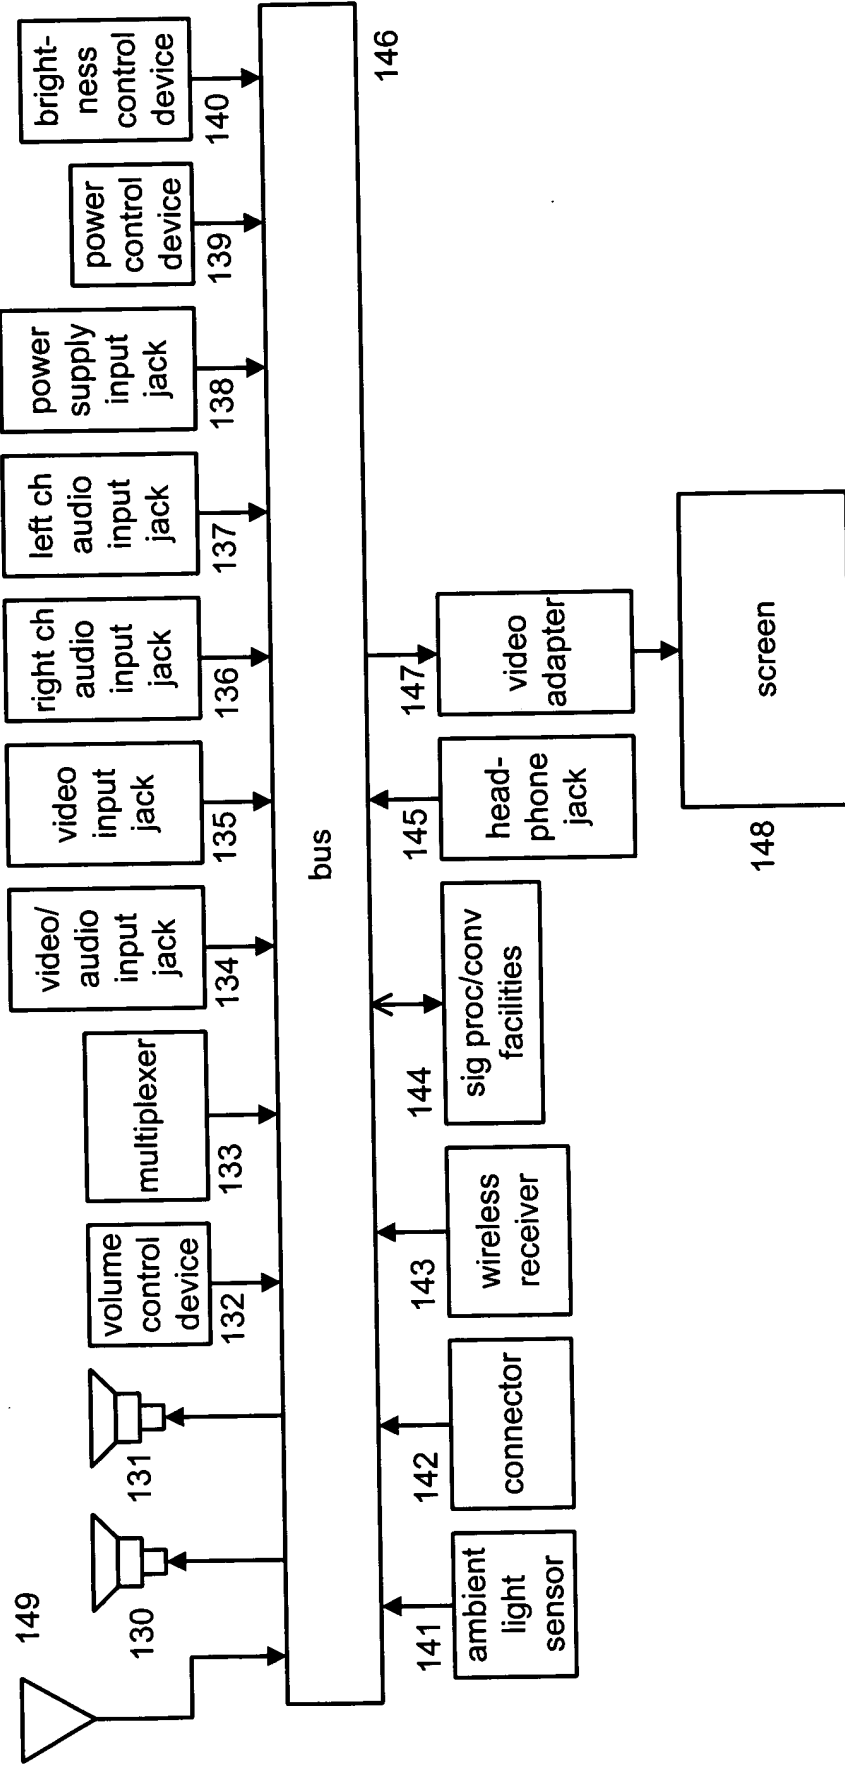 149
130
131
volume
control
device
132
multiplexer
133
video/
audio
input
jack
134
video
input
jack
135
right ch
audio
input
jack
136
left ch
audio
input
jack
137
power
supply
input
jack
138
power
control
device
139
bright-
ness
control
device
140
bus
146
141
ambient
light
sensor
142
connector
143
wireless
receiver
144
sig proc/conv
facilities
145
head-
phone
jack
147
video
adapter
148
screen